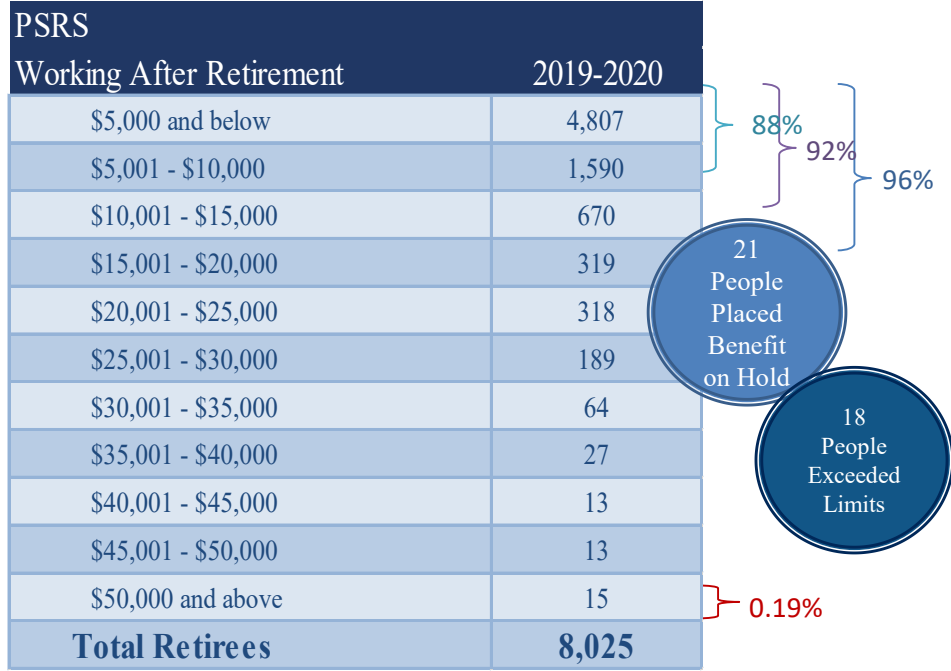 PSRS
Working After Retirement 2019-2020
$5,000 and below 4,807
$5,001 - $10,000 1,590
$10,001 - $15,000 670
$15,001 - $20,000 319
$20,001 - $25,000 318
$25,001 - $30,000 189
$30,001 - $35,000 64
$35,001 - $40,000 27
$40,001 - $45,000 13
$45,001 - $50,000 13
$50,000 and above 15
Total Retirees 8,025
88%
92%
96%
21
People
Placed
Benefit
on Hold
18
People
Exceeded
Limits
0.19%